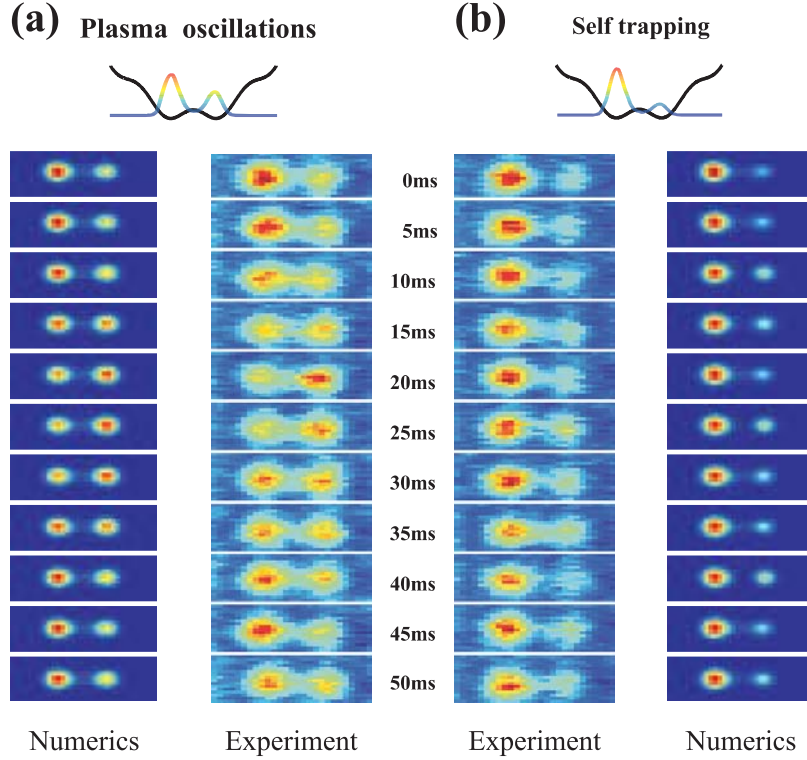 (a) Plasma oscillations
(b) Self trapping
0ms
5ms
10ms
15ms
20ms
25ms
30ms
35ms
40ms
45ms
50ms
Numerics Experiment Experiment Numerics